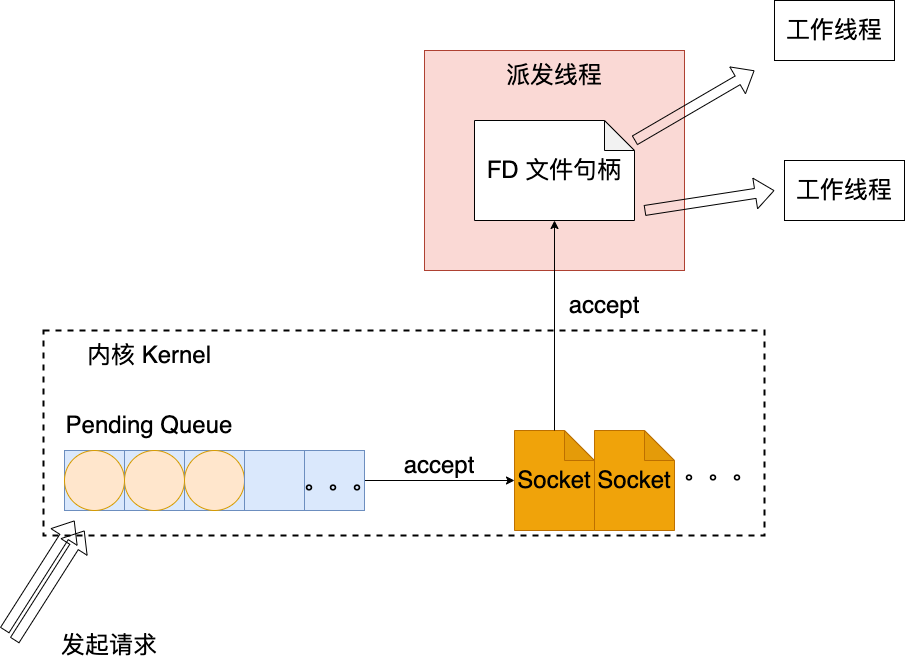 工作线程
派发线程
FD 文件句柄
工作线程
accept
内核 Kernel
Pending Queue
accept
Socket
Socket
发起请求